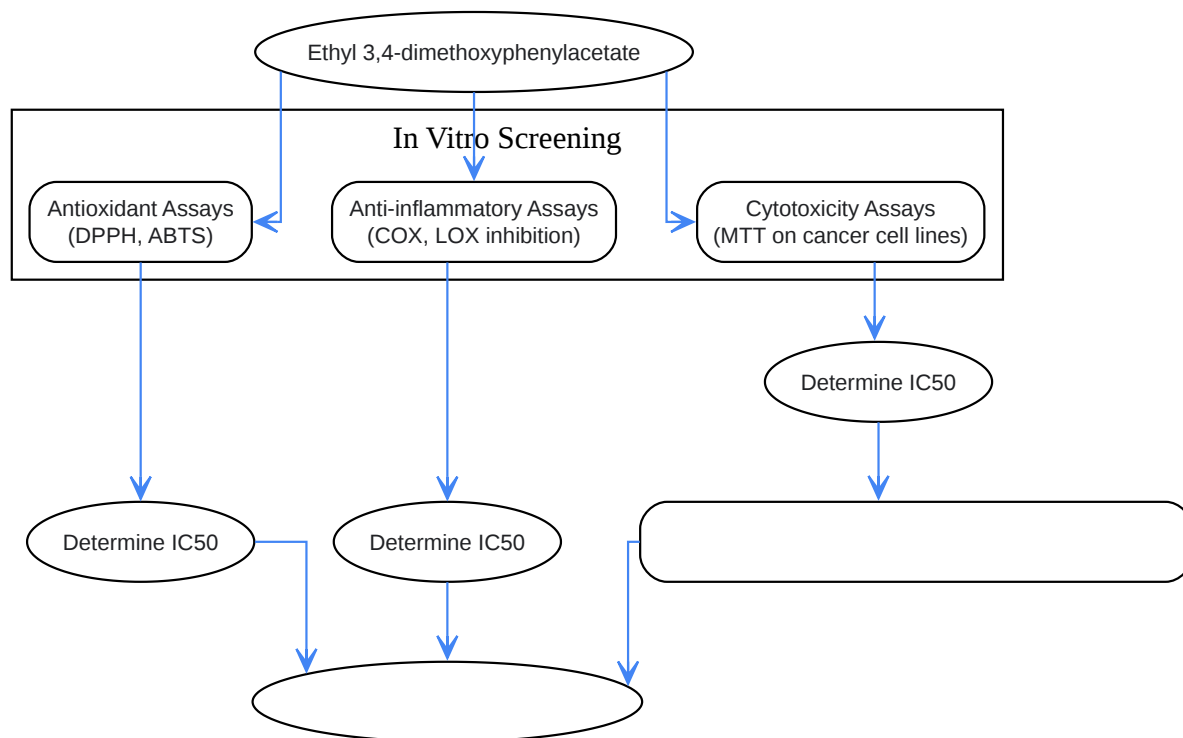 Ethyl 3,4-dimethoxyphenylacetate
In Vitro Screening
Antioxidant Assays
(DPPH, ABTS)
Anti-inflammatory Assays
(COX, LOX inhibition)
Cytotoxicity Assays
(MTT on cancer cell lines)
Determine IC50
Determine IC50
Determine IC50